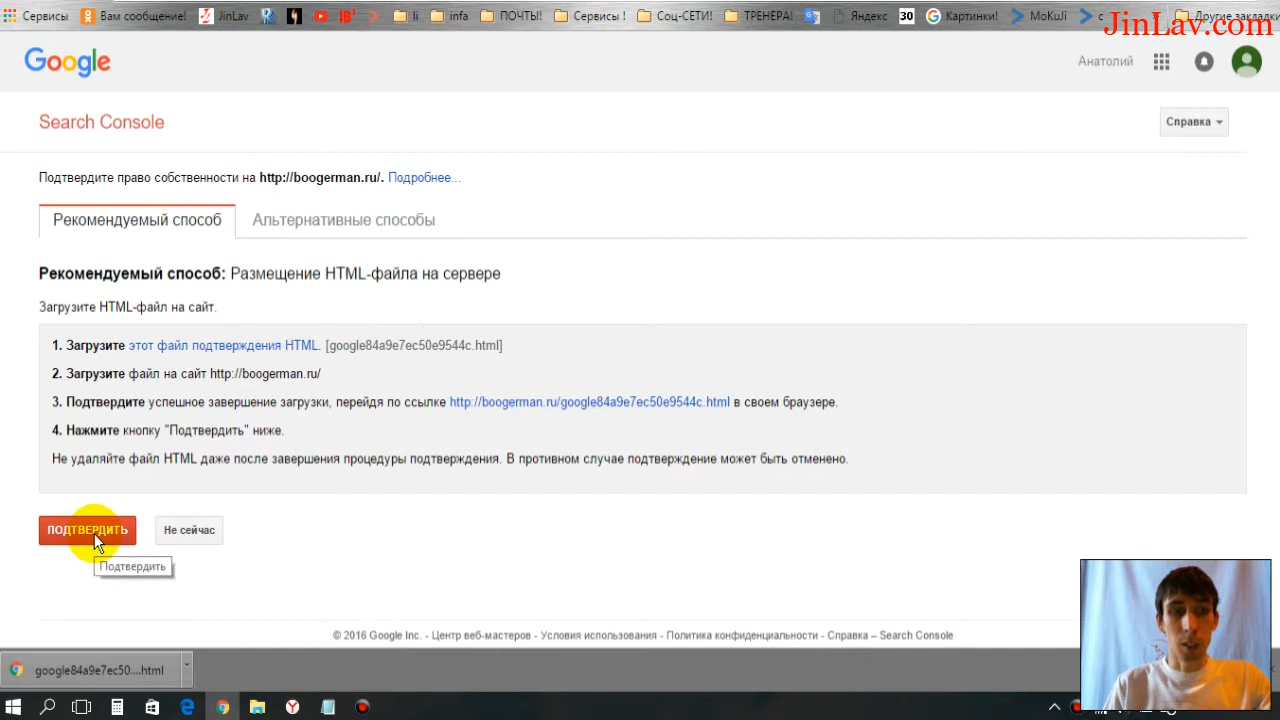 Сервисы
Вам сообщение!
JinLav
li
infa
ПОЧТЫ!
Сервисы !
Соц-СЕТИ!
ТРЕНЕРА!
Яндекс
30
Картинки!
MoKuJi
с
Другие закладки
JinLav.com
Google
Анатолий
Search Console
Справка
Подтвердите право собственности на http://boogerman.ru/. Подробнее...
Рекомендуемый способ
Альтернативные способы
Рекомендуемый способ: Размещение HTML-файла на сервере
Загрузите HTML-файл на сайт.
1. Загрузите этот файл подтверждения HTML. [google84a9e7ec50e9544c.html]
2. Загрузите файл на сайт http://boogerman.ru/
3. Подтвердите успешное завершение загрузки, перейдя по ссылке http://boogerman.ru/google84a9e7ec50e9544c.html в своем браузере.
4. Нажмите кнопку "Подтвердить" ниже.
Не удаляйте файл HTML даже после завершения процедуры подтверждения. В противном случае подтверждение может быть отменено.
ПОДТВЕРДИТЬ
Не сейчас
Подтвердить
© 2016 Google Inc. - Центр веб-мастеров - Условия использования - Политика конфиденциальности - Справка – Search Console
google84a9e7ec50....html